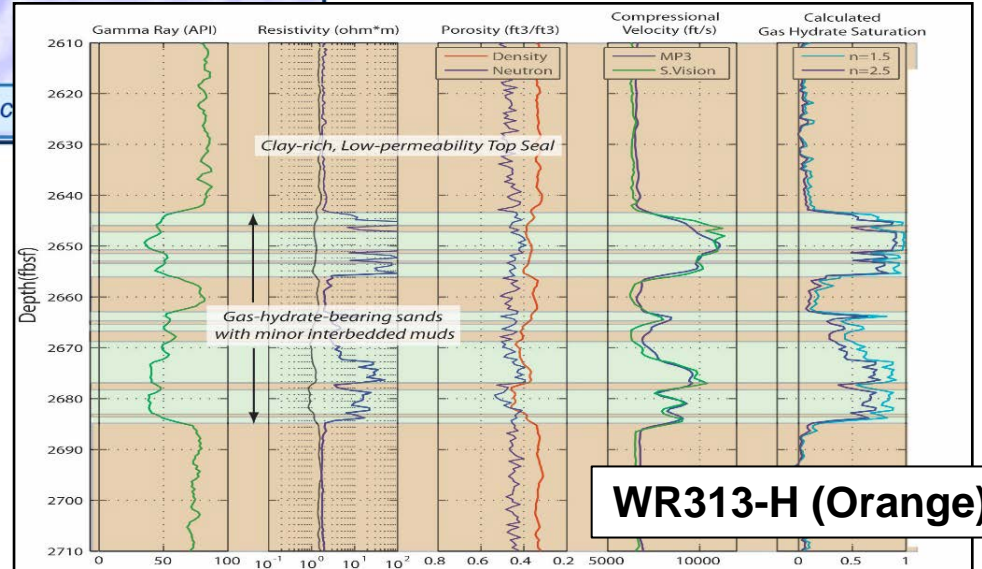 Gamma Ray (API) Resistivity (ohm*m) Porosity (ft3/ft3) Compressional Velocity (ft/s) Calculated Gas Hydrate Saturation
Density
Neutron
MP3
S.Vision
n=1.5
n=2.5
Depth(fbsf)
2610
2620
2630
2640
2650
2660
2670
2680
2690
2700
2710
Clay-rich, Low-permeability Top Seal
Gas-hydrate-bearing sands
with minor interbedded muds
WR313-H (Orange)
0 50 100 10-1 100 101 102 0.8 0.6 0.4 0.2 5000 10000 0 0.5 1